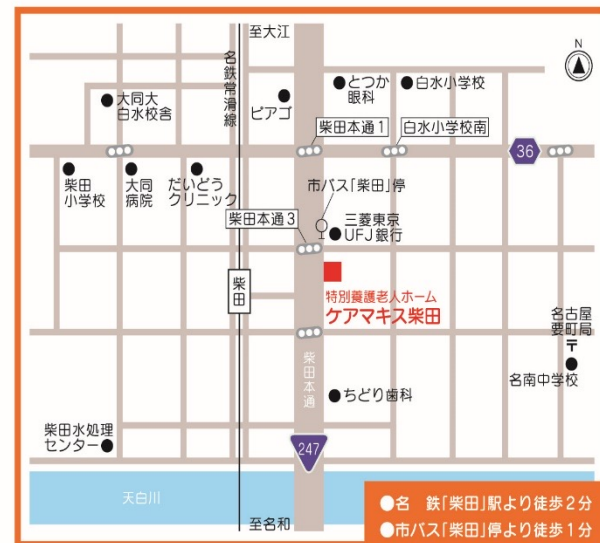 至大江
N
名鉄常滑線
大同大
白水校舎
ピアゴ
とつか
眼科
白水小学校
柴田本通1
白水小学校南
36
柴田
小学校
大同
病院
だいどう
クリニック
市バス「柴田」停
柴田本通3
三菱東京
UFJ銀行
柴田
特別養護老人ホーム
ケアマキス柴田
名古屋
要町局
〒
名南中学校
柴田本通
ちどり歯科
柴田水処理
センター
247
天白川
至名和
●名 鉄「柴田」駅より徒歩2分
●市バス「柴田」停より徒歩1分